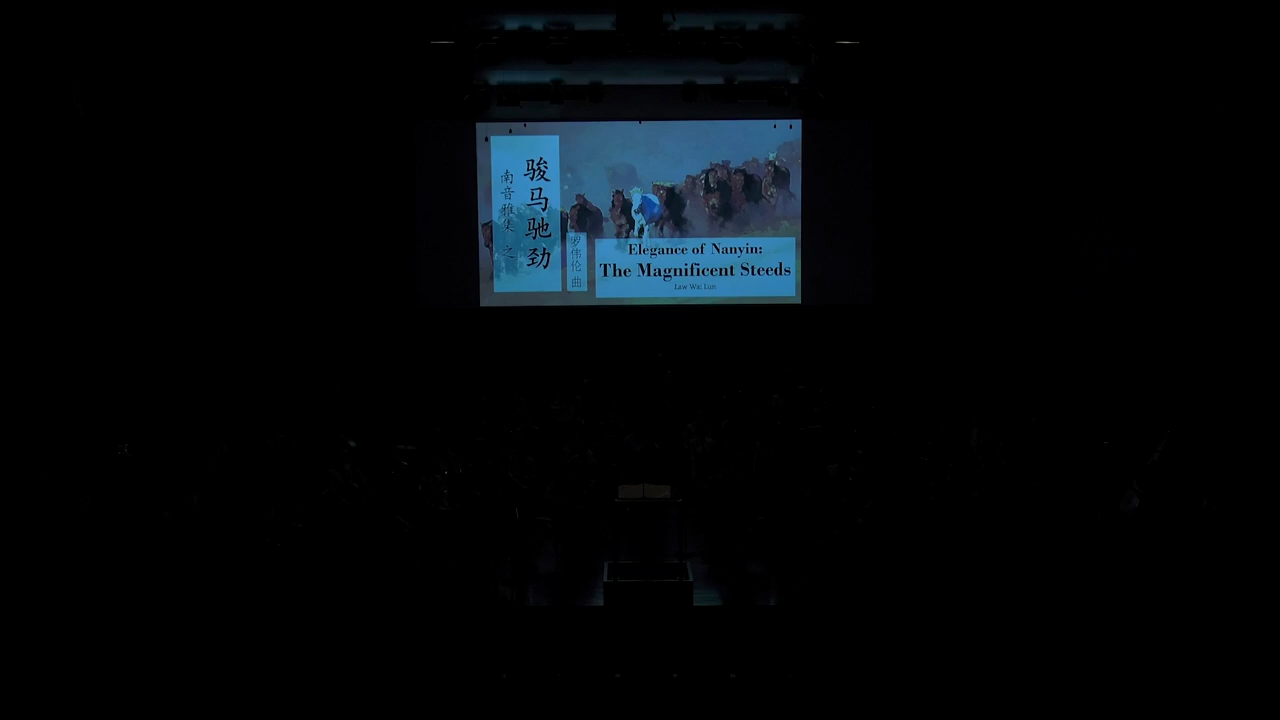 骏马驰劲
南音雅集 之
罗伟伦 曲
Elegance of Nanyin:
The Magnificent Steeds
Law Wai Lun